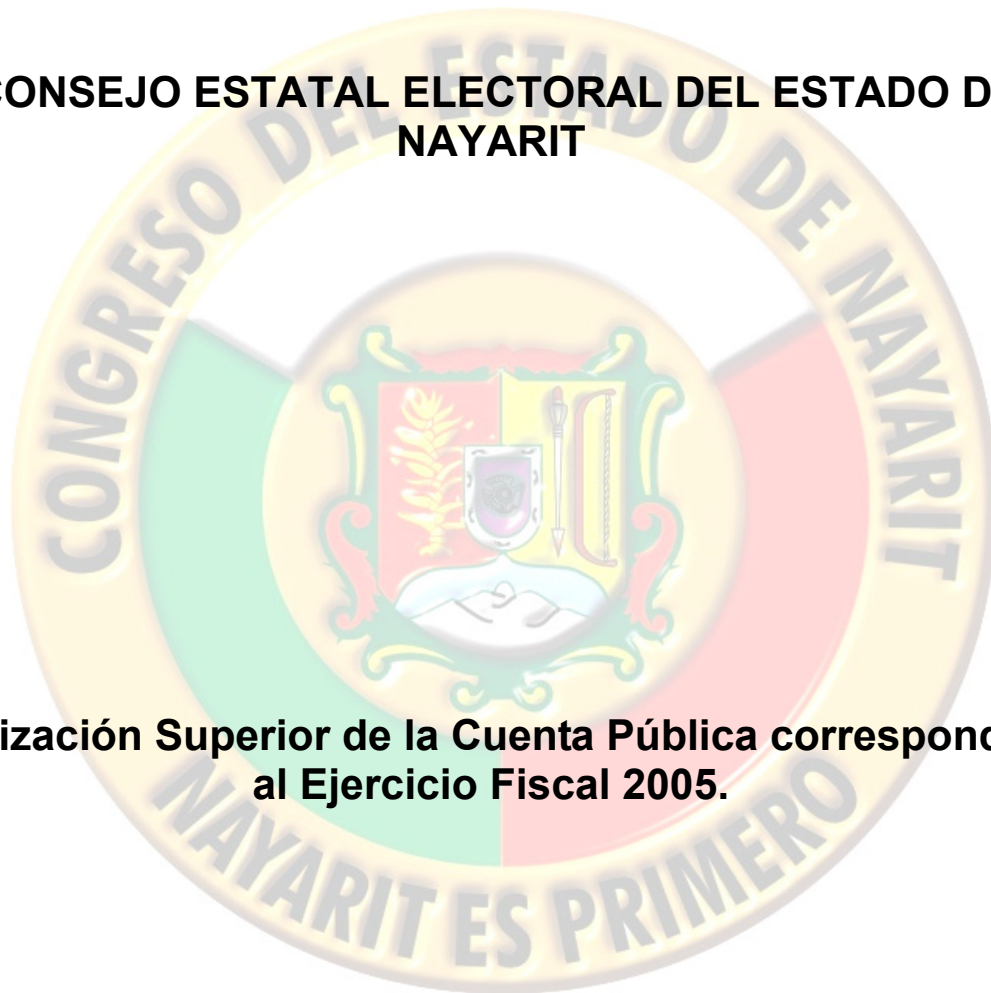 CONSEJO ESTATAL ELECTORAL DEL ESTADO D
NAYARIT
CONGRESO DEL ESTADO DE NAYARIT
ización Superior de la Cuenta Pública correspond
al Ejercicio Fiscal 2005.
NAYARIT ES PRIMERO